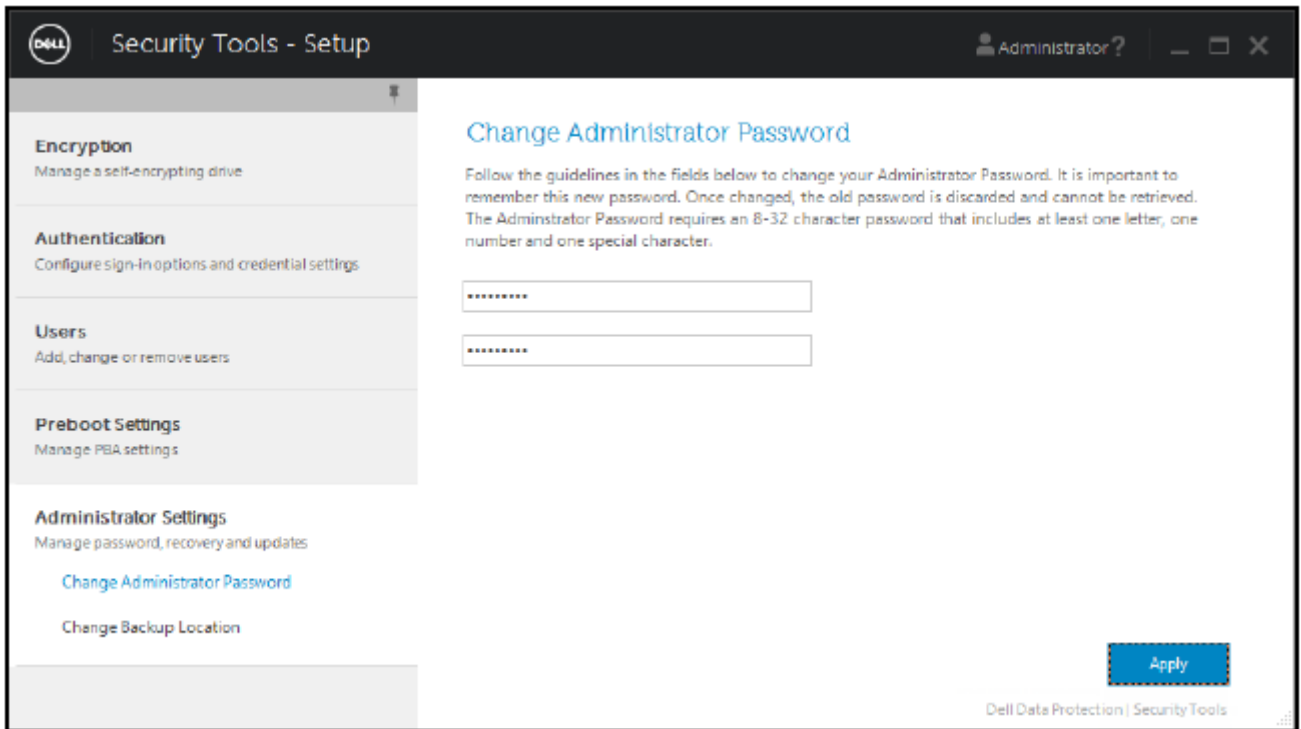 DELL Security Tools - Setup Administrator ?
Encryption
Manage a self-encrypting drive
Authentication
Configure sign-in options and credential settings
Users
Add, change or remove users
Preboot Settings
Manage PBA settings
Administrator Settings
Manage password, recovery and updates
Change Administrator Password
Change Backup Location
Change Administrator Password
Follow the guidelines in the fields below to change your Administrator Password. It is important to
remember this new password. Once changed, the old password is discarded and cannot be retrieved.
The Adminstrator Password requires an 8-32 character password that includes at least one letter, one
number and one special character.
•••••••••
•••••••••
Apply
Dell Data Protection | Security Tools